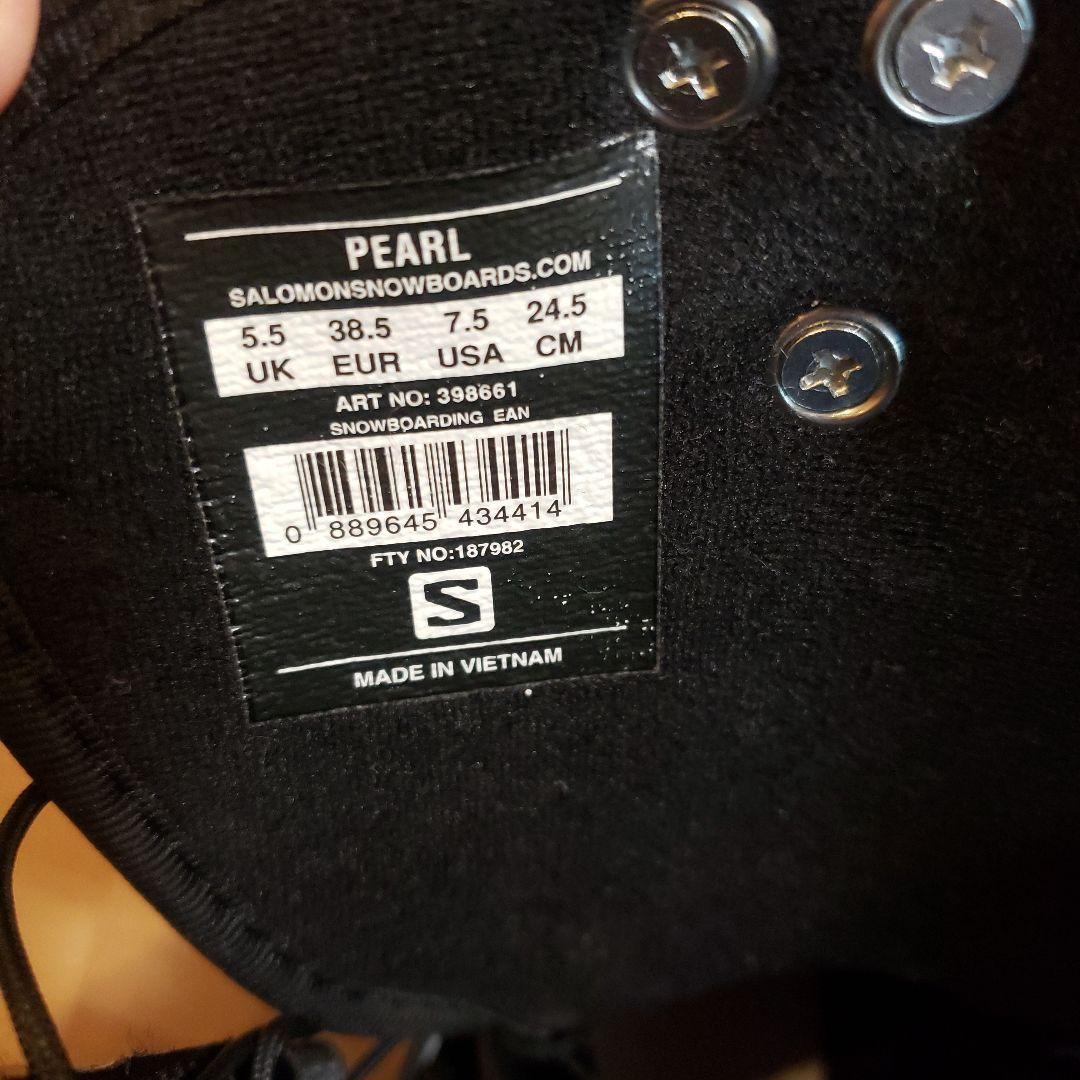 PEARL
SALOMONSNOWBOARDS.COM
5.5 38.5 7.5 24.5
UK EUR USA CM
ART NO: 398661
SNOWBOARDING EAN
0 889645 434414
FTY NO:187982
S
MADE IN VIETNAM